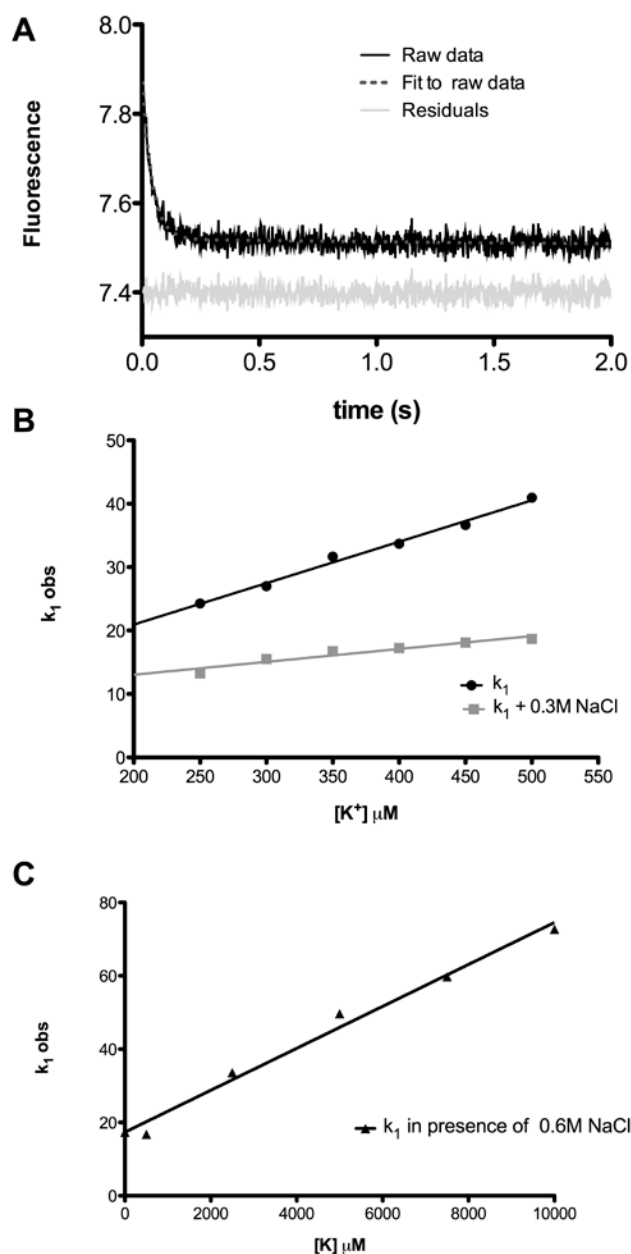 A
8.0
7.8
7.6
7.4
Fluorescence
Raw data
Fit to raw data
Residuals
0.0 0.5 1.0 1.5 2.0
time (s)
B
50
40
30
20
10
0
k₁ obs
k₁
k₁ + 0.3M NaCl
200 250 300 350 400 450 500 550
[K⁺] μM
C
80
60
40
20
0
k₁ obs
k₁ in presence of 0.6M NaCl
0 2000 4000 6000 8000 10000
[K] μM